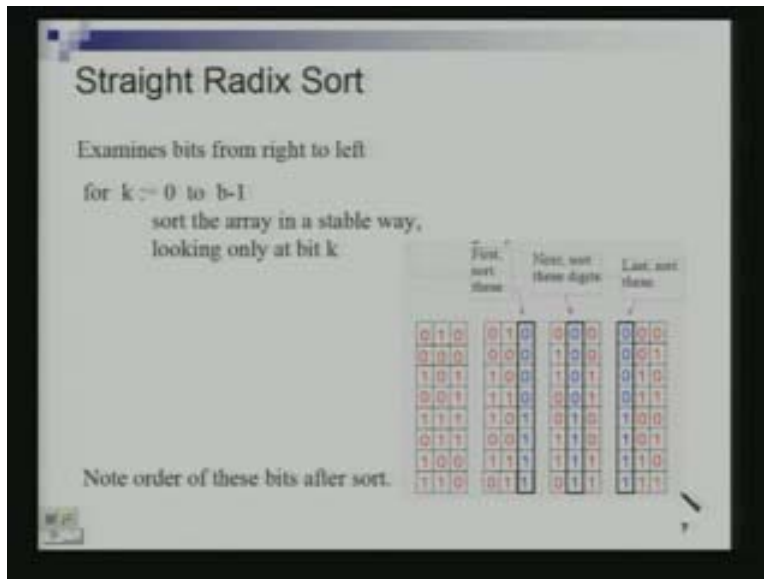 Straight Radix Sort
Examines bits from right to left
for k := 0 to b-1
sort the array in a stable way,
looking only at bit k
First, sort these
Next, sort these digits
Last, sort these
0 1 0 0 1 0 0 0 0 0 0 0
0 0 0 0 0 0 1 0 0 0 0 1
1 0 1 1 0 0 1 0 1 0 1 0
0 0 1 1 1 0 0 0 1 0 1 1
1 1 1 1 0 1 0 1 0 1 0 0
0 1 1 0 0 1 1 1 0 1 0 1
1 0 0 1 1 1 1 1 1 1 1 0
1 1 0 0 1 1 0 1 1 1 1 1
Note order of these bits after sort.
7